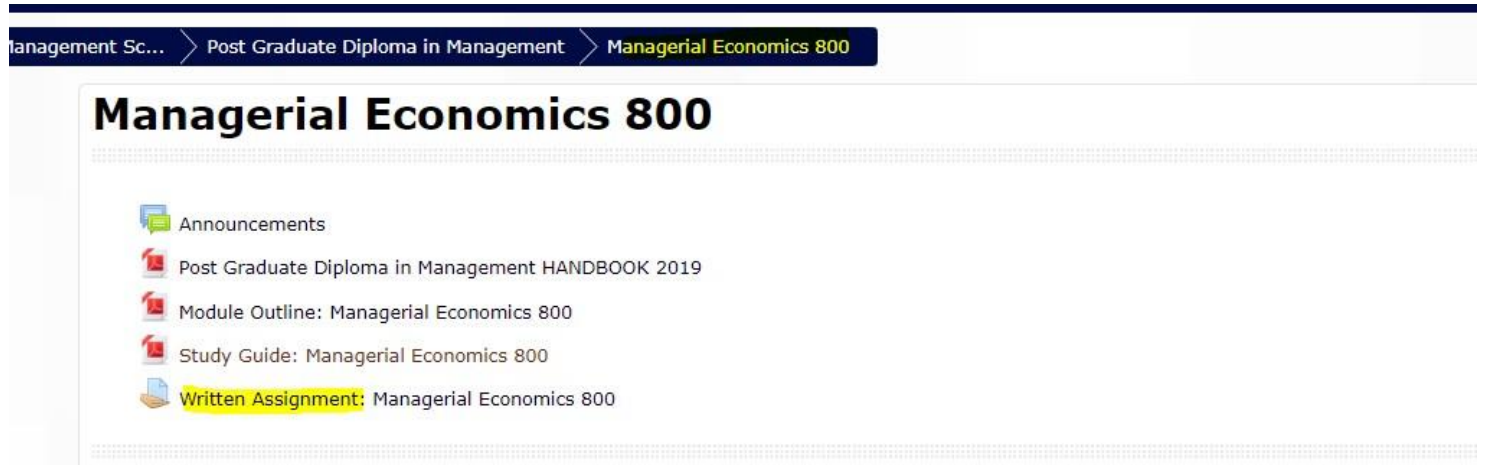 Management Sc... Post Graduate Diploma in Management Managerial Economics 800
Managerial Economics 800
Announcements
Post Graduate Diploma in Management HANDBOOK 2019
Module Outline: Managerial Economics 800
Study Guide: Managerial Economics 800
Written Assignment: Managerial Economics 800